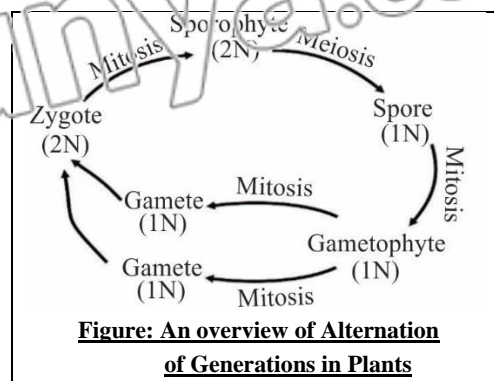 Sporophyte
(2N)
Mitosis
Meiosis
Zygote
(2N)
Spore
(1N)
Mitosis
Gamete
(1N)
Mitosis
Gametophyte
(1N)
Gamete
(1N)
Mitosis
Figure: An overview of Alternation
of Generations in Plants